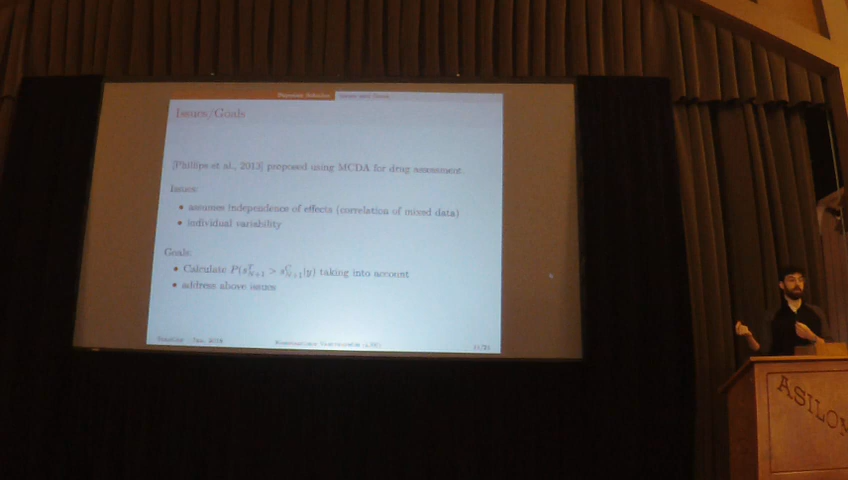 Issues/Goals
[Phillips et al., 2013] proposed using MCDA for drug assessment
Issues:
• assumes independence of effects (correlation of mixed data)
• individual variability
Goals:
• Calculate P(s^T_{N+1} > s^C_{N+1}|y) taking into account
• address above issues
ASILOM